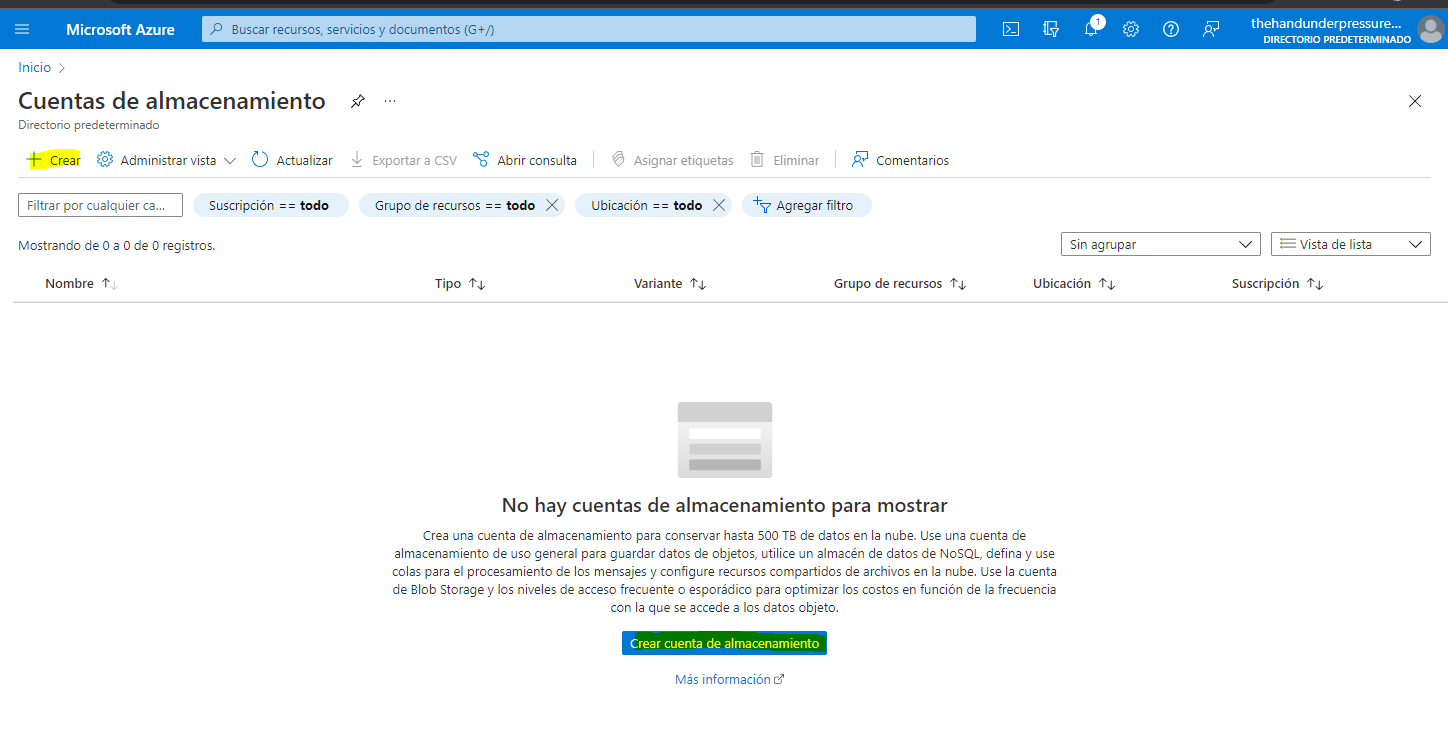 Microsoft Azure
Buscar recursos, servicios y documentos (G+/)
1
thehandunderpressure...
DIRECTORIO PREDETERMINADO
Inicio
Cuentas de almacenamiento
...
Directorio predeterminado
Crear Administrar vista Actualizar Exportar a CSV Abrir consulta Asignar etiquetas Eliminar Comentarios
Filtrar por cualquier ca... Suscripción == todo Grupo de recursos == todo Ubicación == todo Agregar filtro
Mostrando de 0 a 0 de 0 registros.
Sin agrupar Vista de lista
Nombre Tipo Variante Grupo de recursos Ubicación Suscripción
No hay cuentas de almacenamiento para mostrar
Crea una cuenta de almacenamiento para conservar hasta 500 TB de datos en la nube. Use una cuenta de
almacenamiento de uso general para guardar datos de objetos, utilice un almacén de datos de NoSQL, defina y use
colas para el procesamiento de los mensajes y configure recursos compartidos de archivos en la nube. Use la cuenta
de Blob Storage y los niveles de acceso frecuente o esporádico para optimizar los costos en función de la frecuencia
con la que se accede a los datos objeto.
Crear cuenta de almacenamiento
Más información